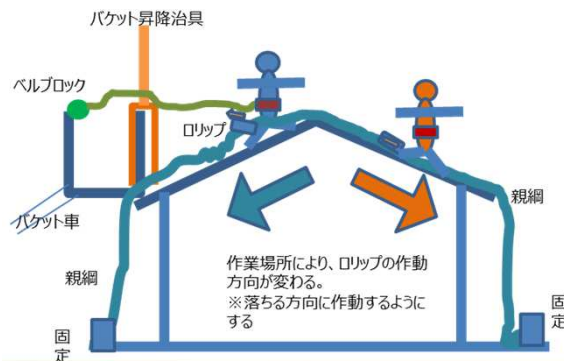 バケット昇降治具
ベルブロック
ロリップ
バケット車
親綱
親綱
作業場所により、ロリップの作動
方向が変わる。
※落ちる方向に作動するように
する
固
定
固
定